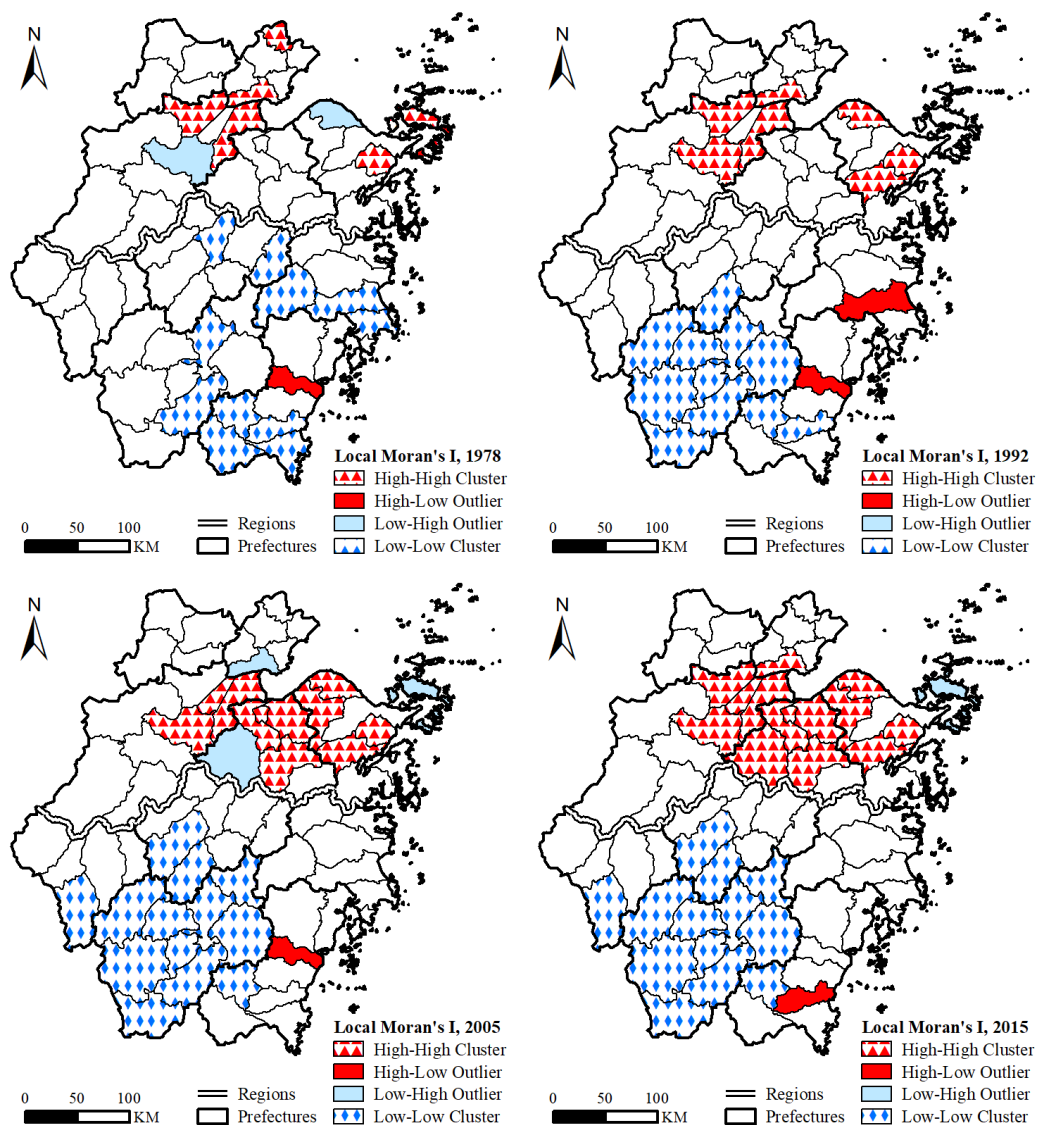 N
Local Moran's I, 1978
High-High Cluster
High-Low Outlier
0 50 100
Regions
Low-High Outlier
KM
Prefectures
Low-Low Cluster
N
Local Moran's I, 1992
High-High Cluster
High-Low Outlier
0 50 100
Regions
Low-High Outlier
KM
Prefectures
Low-Low Cluster
N
Local Moran's I, 2005
High-High Cluster
High-Low Outlier
0 50 100
Regions
Low-High Outlier
KM
Prefectures
Low-Low Cluster
N
Local Moran's I, 2015
High-High Cluster
High-Low Outlier
0 50 100
Regions
Low-High Outlier
KM
Prefectures
Low-Low Cluster